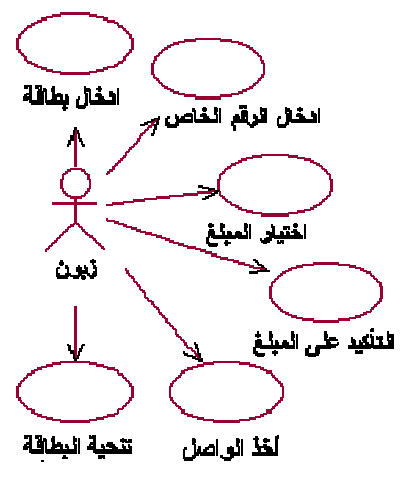 ادخال بطاقة
ادخال الرقم الخاص
اختيار المبلغ
زبون
التأكيد على المبلغ
تنحية البطاقة
أخذ الواصل